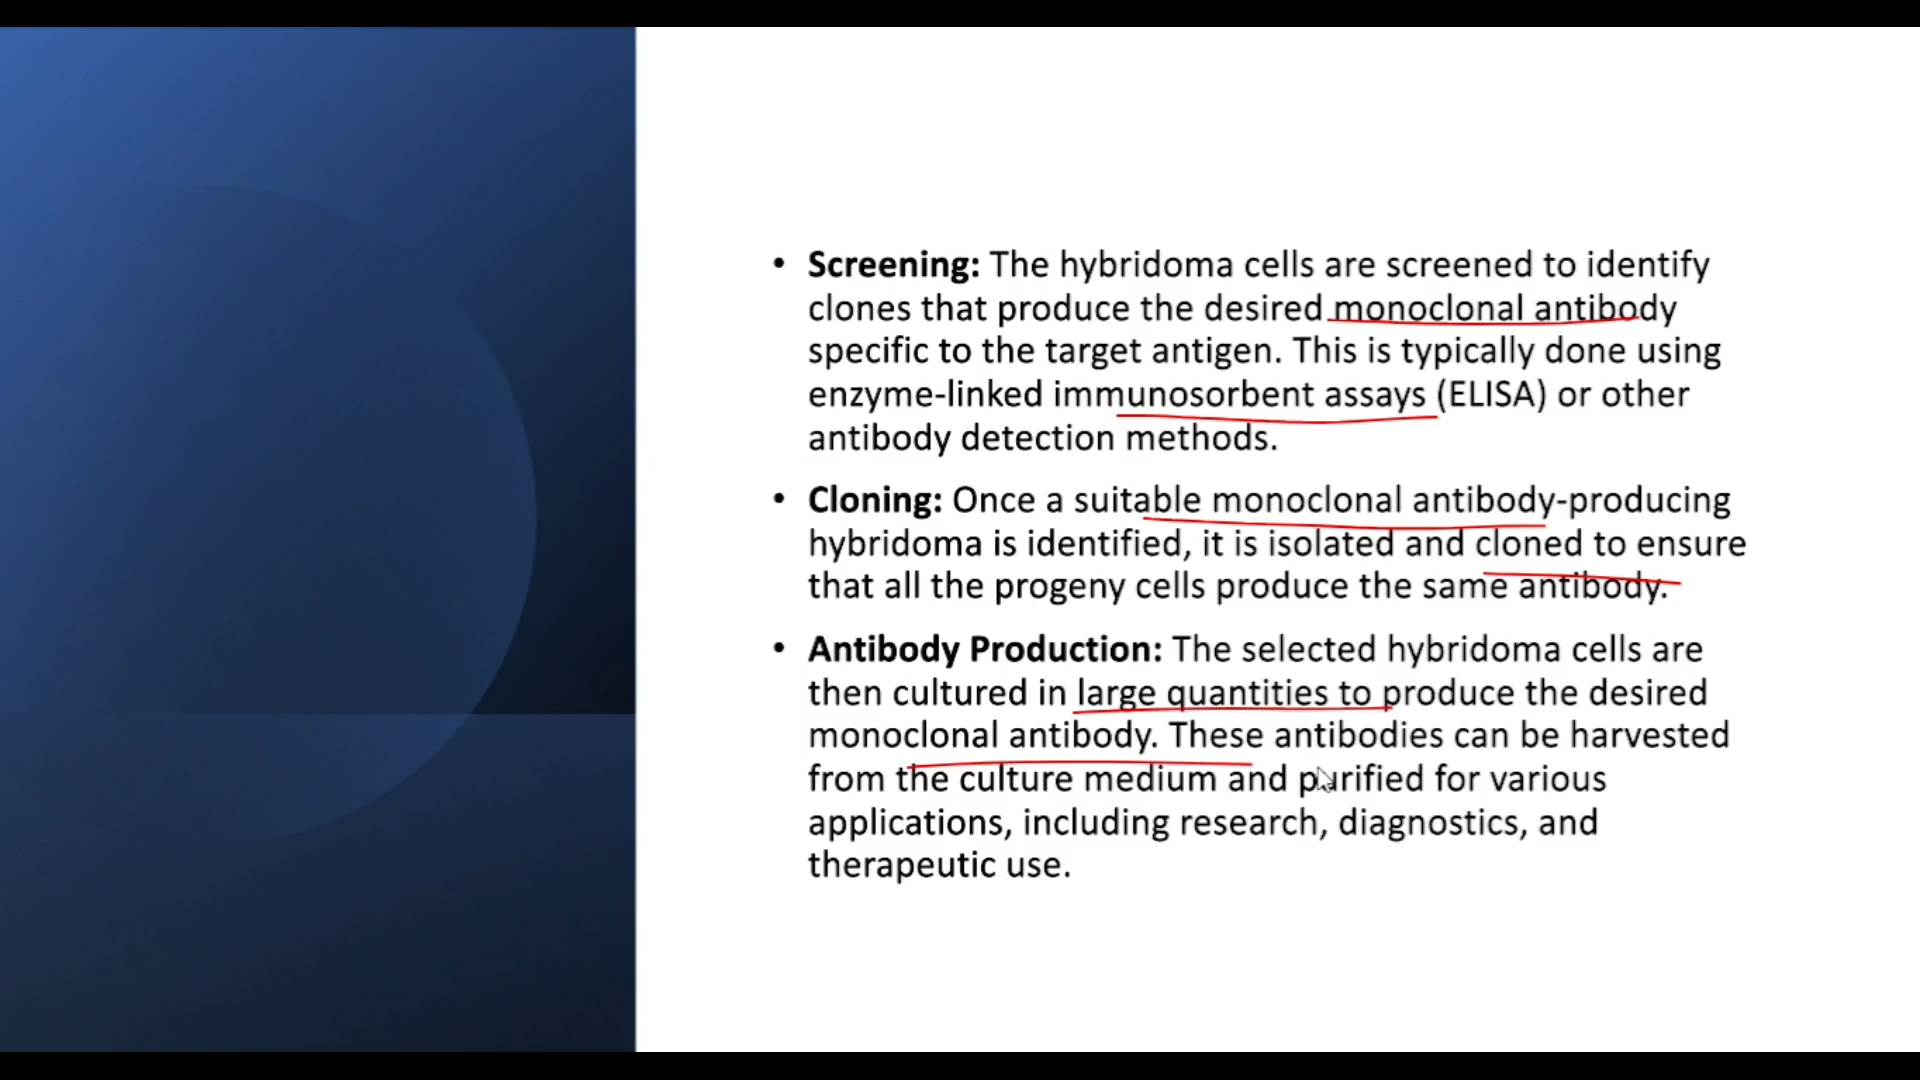 • Screening: The hybridoma cells are screened to identify
clones that produce the desired monoclonal antibody
specific to the target antigen. This is typically done using
enzyme-linked immunosorbent assays (ELISA) or other
antibody detection methods.
• Cloning: Once a suitable monoclonal antibody-producing
hybridoma is identified, it is isolated and cloned to ensure
that all the progeny cells produce the same antibody.
• Antibody Production: The selected hybridoma cells are
then cultured in large quantities to produce the desired
monoclonal antibody. These antibodies can be harvested
from the culture medium and purified for various
applications, including research, diagnostics, and
therapeutic use.